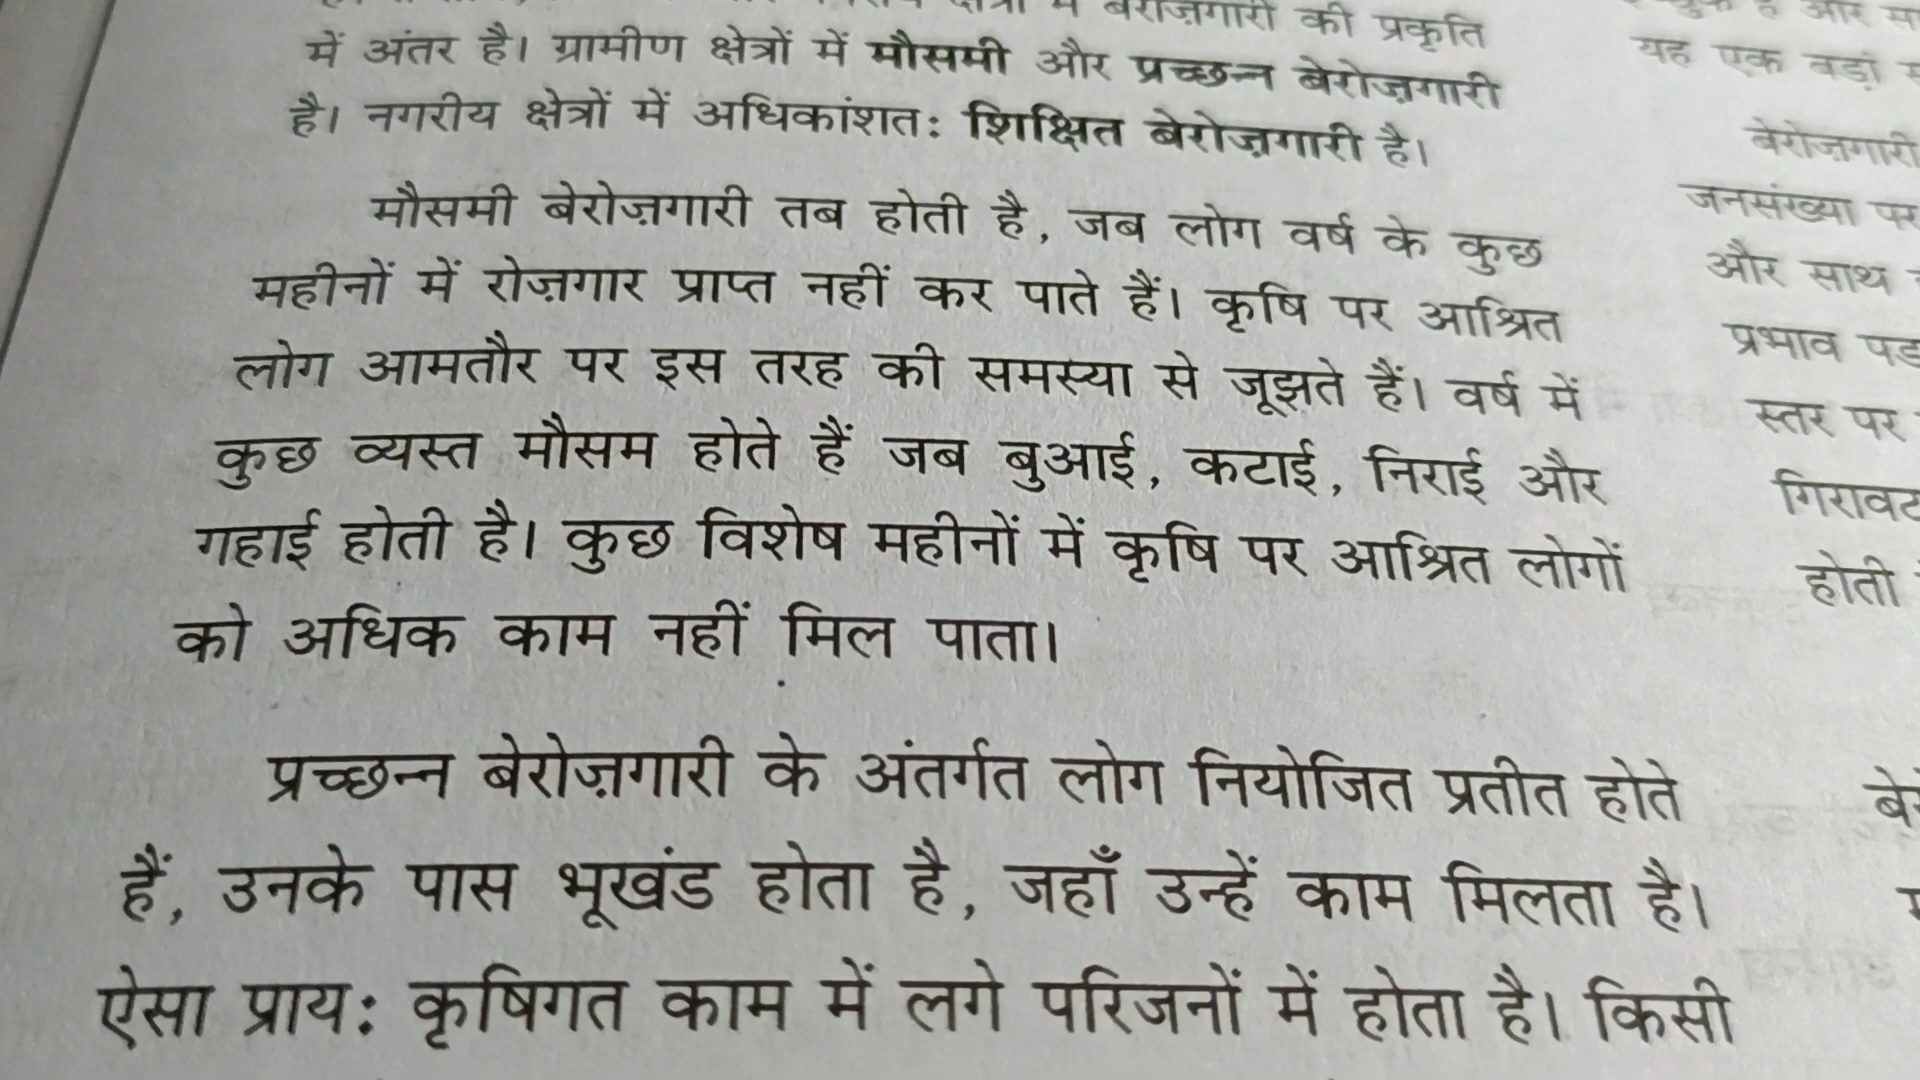 में बेरोज़गारी की प्रकृति
में अंतर है। ग्रामीण क्षेत्रों में मौसमी और प्रच्छन्न बेरोज़गारी
है। नगरीय क्षेत्रों में अधिकांशत: शिक्षित बेरोज़गारी है।
मौसमी बेरोज़गारी तब होती है, जब लोग वर्ष के कुछ
महीनों में रोज़गार प्राप्त नहीं कर पाते हैं। कृषि पर आश्रित
लोग आमतौर पर इस तरह की समस्या से जूझते हैं। वर्ष में
कुछ व्यस्त मौसम होते हैं जब बुआई, कटाई, निराई और
गहाई होती है। कुछ विशेष महीनों में कृषि पर आश्रित लोगों
को अधिक काम नहीं मिल पाता।
प्रच्छन्न बेरोज़गारी के अंतर्गत लोग नियोजित प्रतीत होते
हैं, उनके पास भूखंड होता है, जहाँ उन्हें काम मिलता है।
ऐसा प्राय: कृषिगत काम में लगे परिजनों में होता है। किसी
है और
यह एक बड़ा
बेरोज़गारी
जनसंख्या पर
और साथ
प्रभाव
स्तर पर
होती